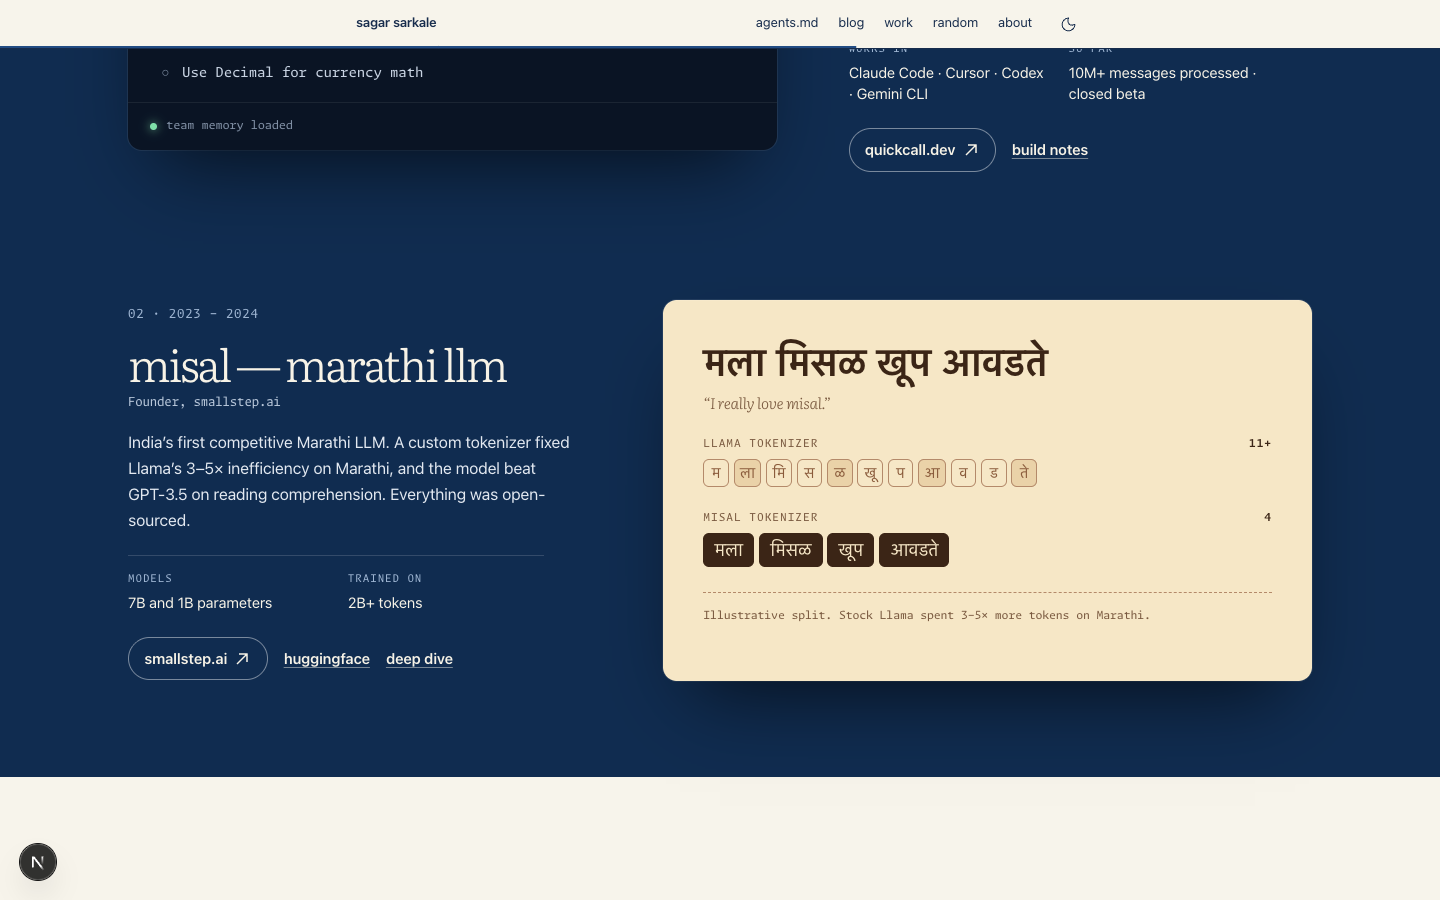 sagar sarkale
agents.md blog work random about
Use Decimal for currency math
team memory loaded
Claude Code · Cursor · Codex
· Gemini CLI
10M+ messages processed ·
closed beta
quickcall.dev
build notes
02 · 2023 – 2024
misal — marathi llm
Founder, smallstep.ai
India’s first competitive Marathi LLM. A custom tokenizer fixed
Llama’s 3–5× inefficiency on Marathi, and the model beat
GPT-3.5 on reading comprehension. Everything was open-
sourced.
MODELS
7B and 1B parameters
TRAINED ON
2B+ tokens
smallstep.ai
huggingface
deep dive
मला मिसळ खूप आवडते
“I really love misal.”
LLAMA TOKENIZER 11+
म ला मि स ळ खू प आ व ड ते
MISAL TOKENIZER 4
मला मिसळ खूप आवडते
Illustrative split. Stock Llama spent 3–5× more tokens on Marathi.
N